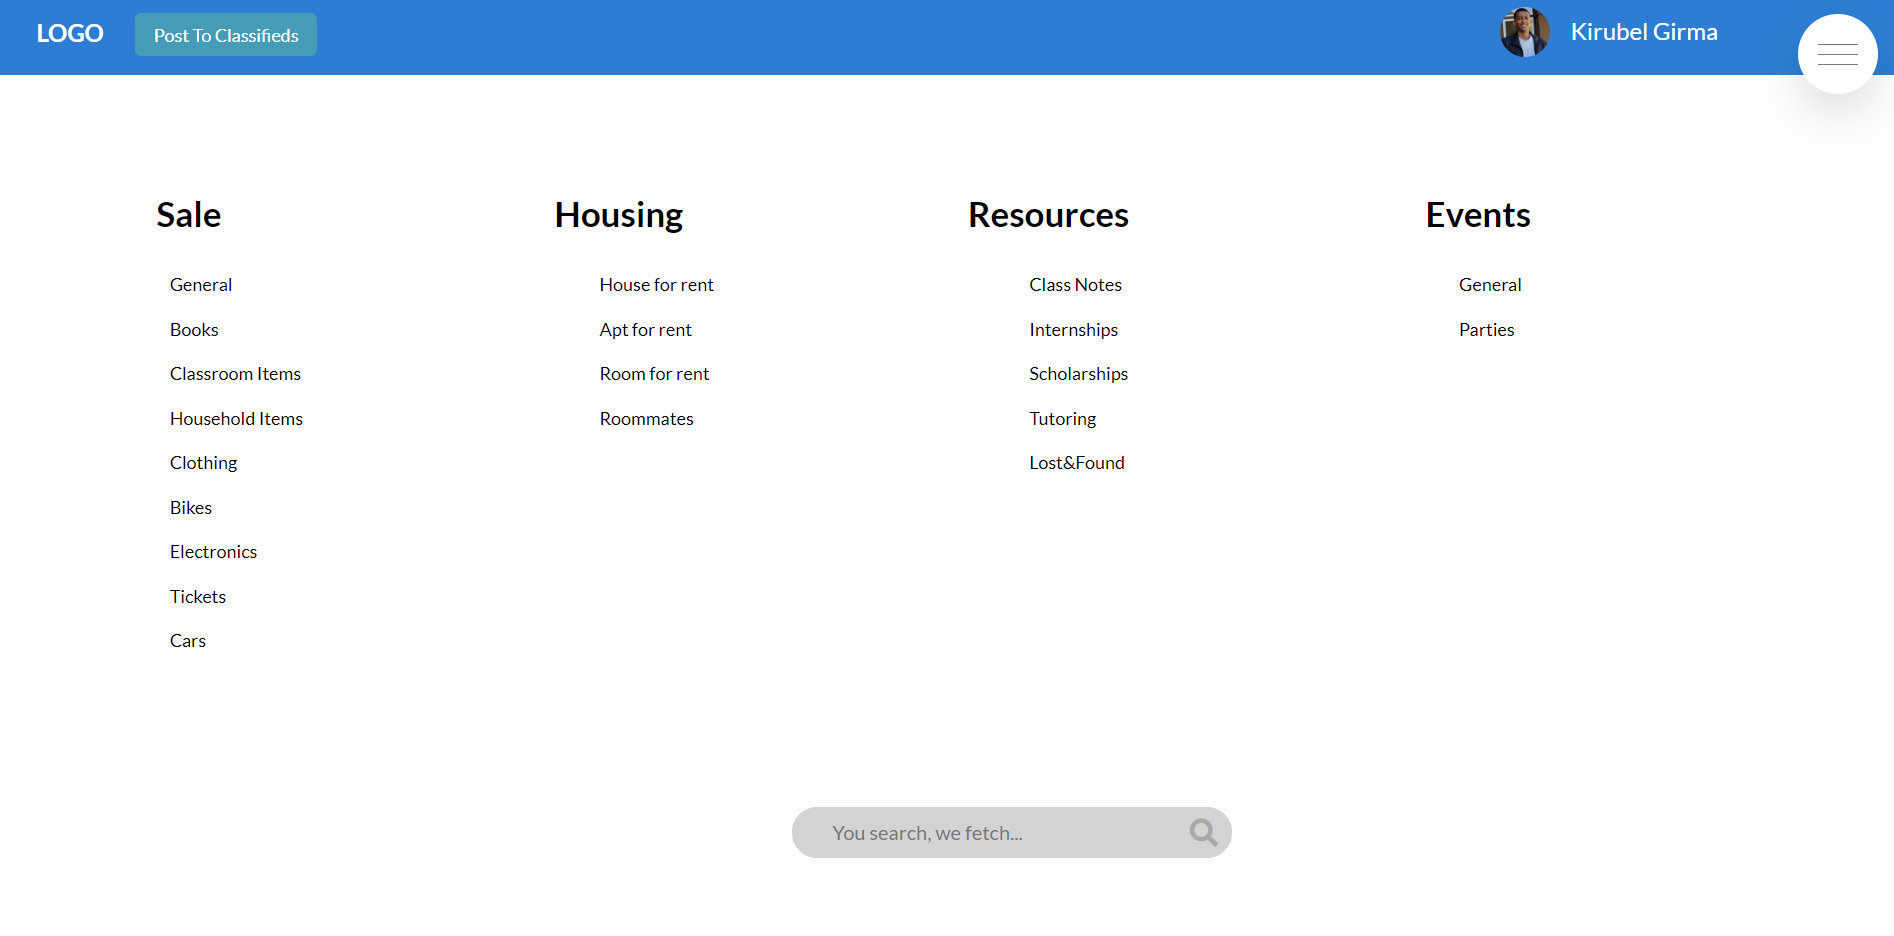 LOGO
Post To Classifieds
Kirubel Girma
Sale
General
Books
Classroom Items
Household Items
Clothing
Bikes
Electronics
Tickets
Cars
Housing
House for rent
Apt for rent
Room for rent
Roommates
Resources
Class Notes
Internships
Scholarships
Tutoring
Lost&Found
Events
General
Parties
You search, we fetch...